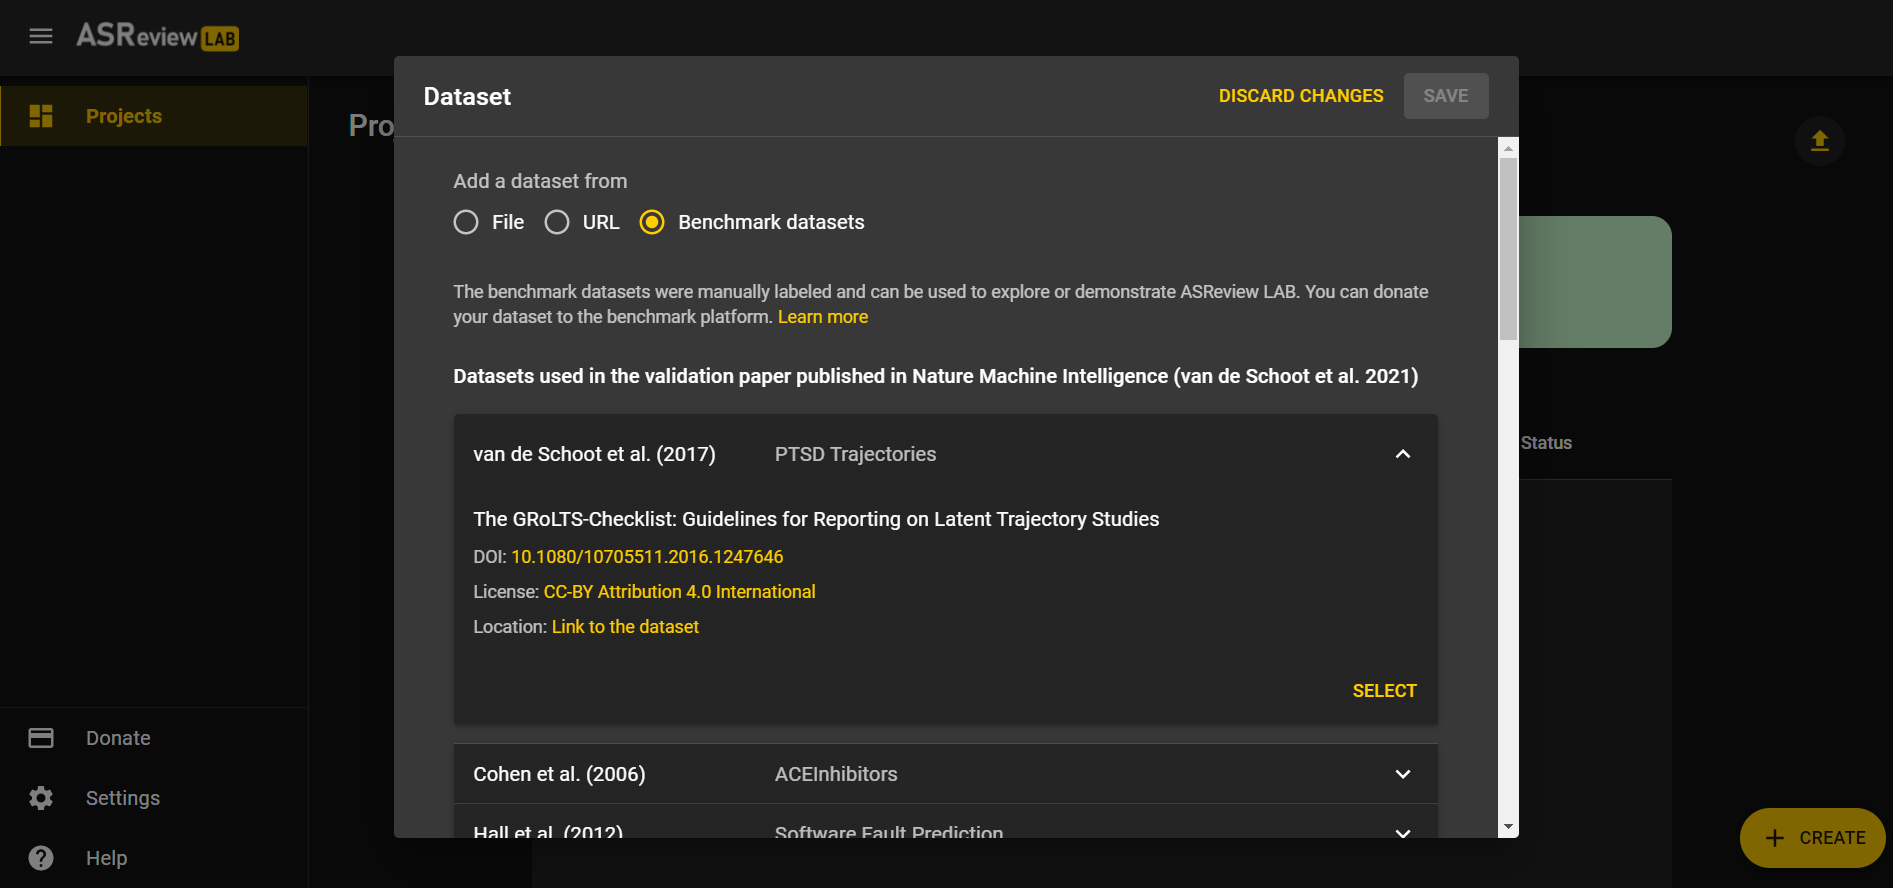 ASReview LAB
Projects
Pro
Dataset
DISCARD CHANGES
SAVE
Add a dataset from
File
URL
Benchmark datasets
The benchmark datasets were manually labeled and can be used to explore or demonstrate ASReview LAB. You can donate
your dataset to the benchmark platform. Learn more
Datasets used in the validation paper published in Nature Machine Intelligence (van de Schoot et al. 2021)
van de Schoot et al. (2017)
PTSD Trajectories
The GRoLTS-Checklist: Guidelines for Reporting on Latent Trajectory Studies
DOI: 10.1080/10705511.2016.1247646
License: CC-BY Attribution 4.0 International
Location: Link to the dataset
SELECT
Cohen et al. (2006)
ACEInhibitors
Hall et al. (2012)
Software Fault Prediction
Status
Donate
Settings
Help
CREATE